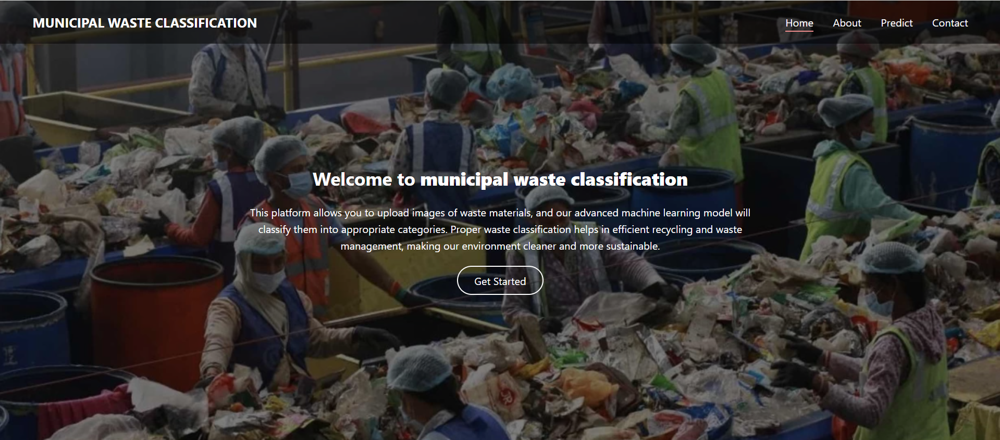 MUNICIPAL WASTE CLASSIFICATION
Home About Predict Contact
Welcome to municipal waste classification
This platform allows you to upload images of waste materials, and our advanced machine learning model will
classify them into appropriate categories. Proper waste classification helps in efficient recycling and waste
management, making our environment cleaner and more sustainable.
Get Started